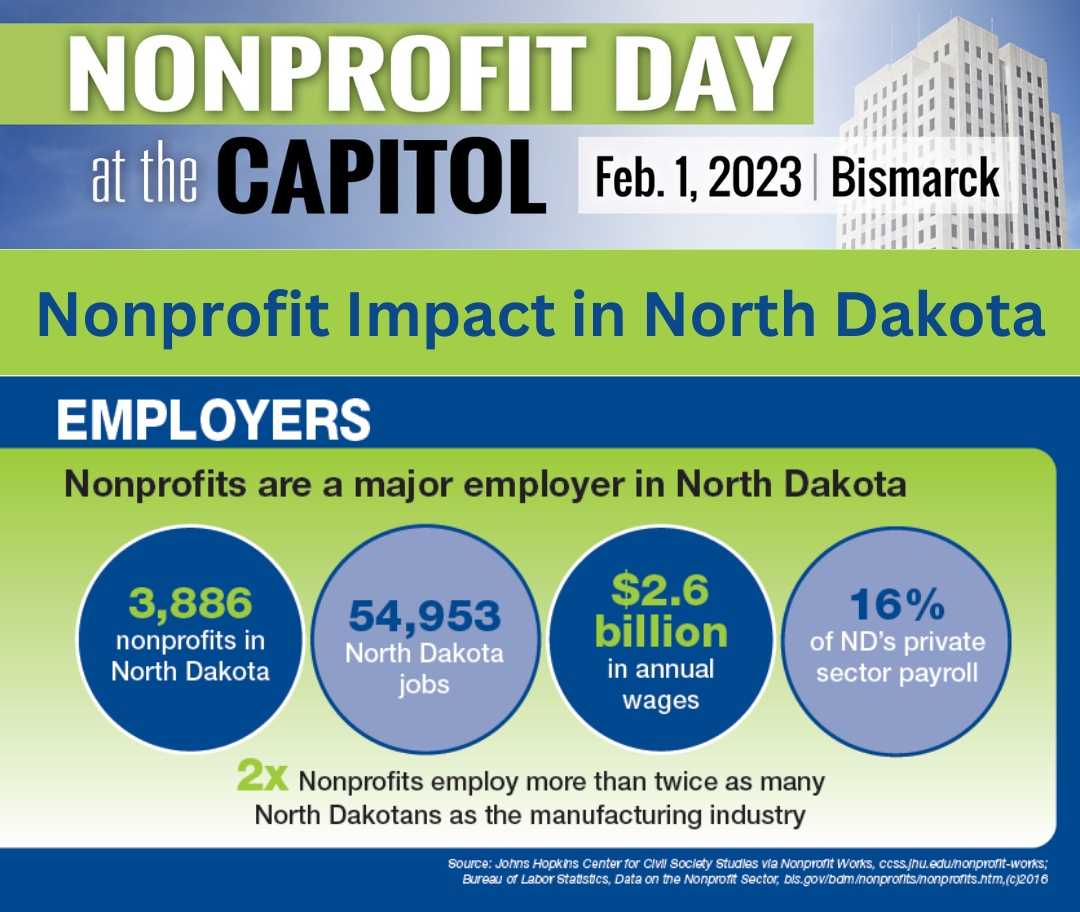 NONPROFIT DAY
at the CAPITOL
Feb. 1, 2023 | Bismarck
Nonprofit Impact in North Dakota
EMPLOYERS
Nonprofits are a major employer in North Dakota
3,886
nonprofits in
North Dakota
54,953
North Dakota
jobs
$2.6
billion
in annual
wages
16%
of ND's private
sector payroll
2x Nonprofits employ more than twice as many
North Dakotans as the manufacturing industry
Source: Johns Hopkins Center for Civil Society Studies via Nonprofit Works, ccss.jhu.edu/nonprofit-works;
Bureau of Labor Statistics, Data on the Nonprofit Sector, bls.gov/bdm/nonprofits/nonprofits.htm,(c)2016